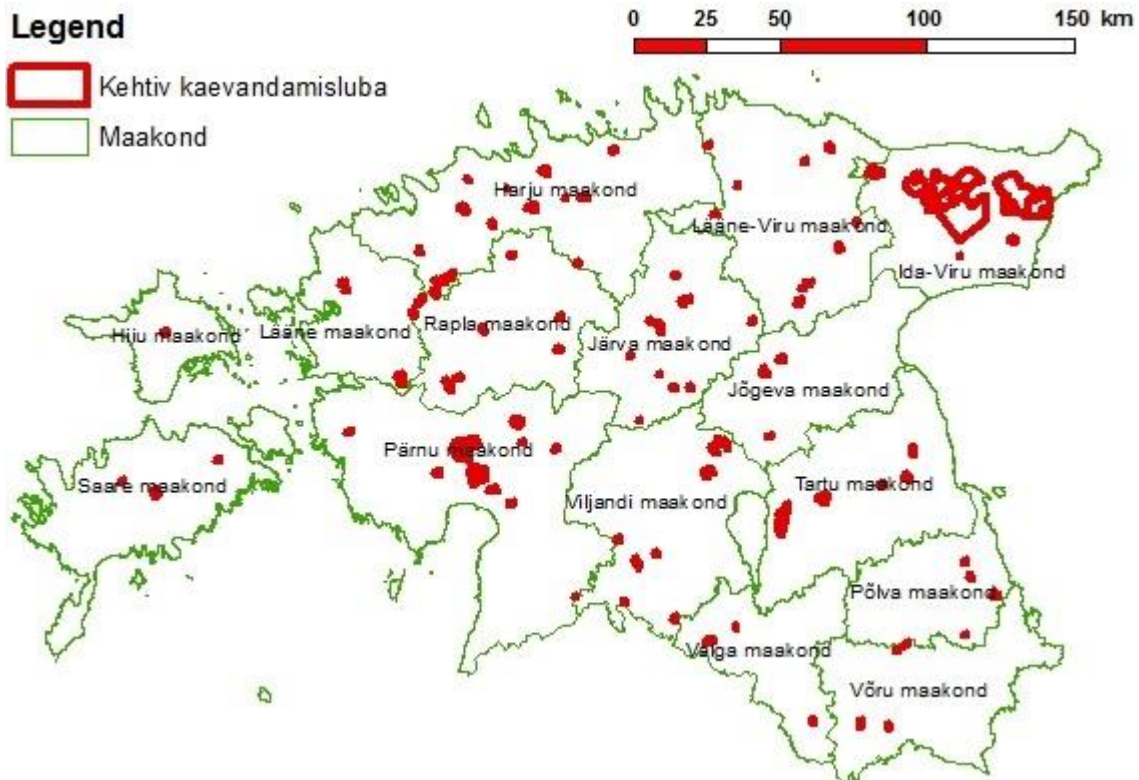 Legend
0 25 50 100 150 km
Kehtiv kaevandamisluba
Maakond
Harju maakond
Lääne-Viru maakond
Ida-Viru maakond
Hiiu maakond
Lääne maakond
Rapla maakond
Järva maakond
Jõgeva maakond
Pärnu maakond
Saare maakond
Viljandi maakond
Tartu maakond
Põlva maakond
Valga maakond
Võru maakond